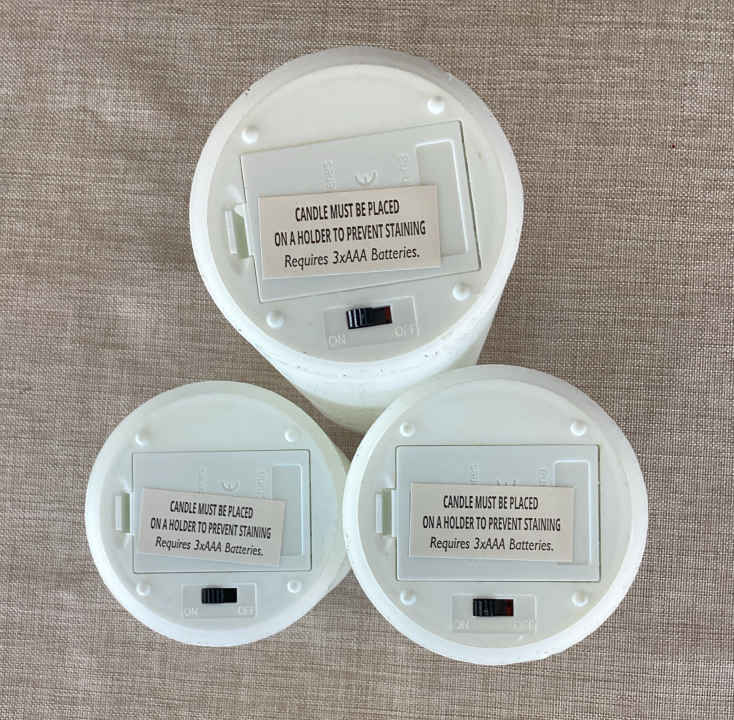 CANDLE MUST BE PLACED
ON A HOLDER TO PREVENT STAINING
Requires 3xAAA Batteries.
ON OFF
CANDLE MUST BE PLACED
ON A HOLDER TO PREVENT STAINING
Requires 3xAAA Batteries.
ON OFF
CANDLE MUST BE PLACED
ON A HOLDER TO PREVENT STAINING
Requires 3xAAA Batteries.
ON OFF